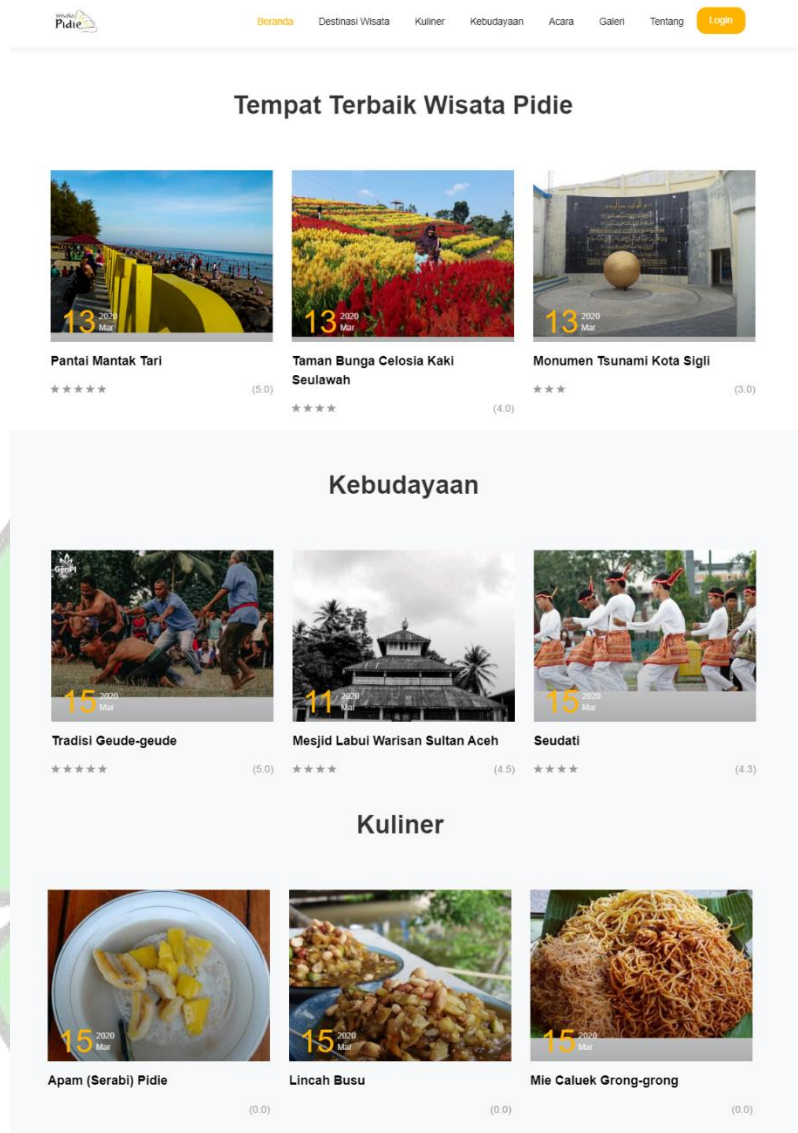 wisata
Pidie
Beranda
Destinasi Wisata
Kuliner
Kebudayaan
Acara
Galeri
Tentang
Login
Tempat Terbaik Wisata Pidie
13 2020 Mar
13 2020 Mar
13 2020 Mar
Pantai Mantak Tari
★★★★★ (5.0)
Taman Bunga Celosia Kaki
Seulawah
★★★★ (4.0)
Monumen Tsunami Kota Sigli
★★★ (3.0)
Kebudayaan
GenPI
15 2020 Mar
11 2020 Mar
15 2020 Mar
Tradisi Geude-geude
★★★★★ (5.0)
Mesjid Labui Warisan Sultan Aceh
★★★★ (4.5)
Seudati
★★★★ (4.3)
Kuliner
15 2020 Mar
15 2020 Mar
15 2020 Mar
Apam (Serabi) Pidie
(0.0)
Lincah Busu
(0.0)
Mie Caluek Grong-grong
(0.0)